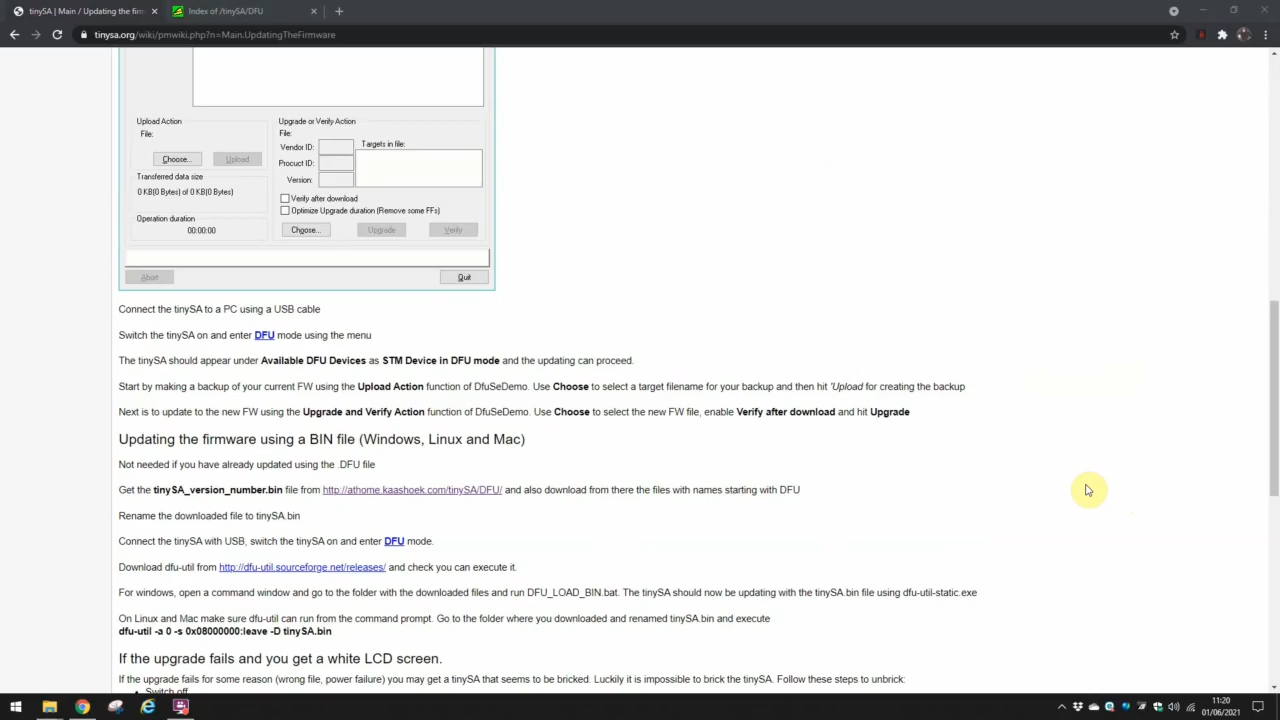 tinySA | Main / Updating the firm
Index of /tinySA/DFU
tinysa.org/wiki/pmwiki.php?n=Main.UpdatingTheFirmware
Upload Action
File:
Choose...
Upload
Transferred data size
0 KB(0 Bytes) of 0 KB(0 Bytes)
Operation duration
00:00:00
Upgrade or Verify Action
File:
Vendor ID:
Targets in file:
Procuct ID:
Version:
Verify after download
Optimize Upgrade duration (Remove some FFs)
Choose...
Upgrade
Verify
Abort
Quit
Connect the tinySA to a PC using a USB cable
Switch the tinySA on and enter DFU mode using the menu
The tinySA should appear under Available DFU Devices as STM Device in DFU mode and the updating can proceed.
Start by making a backup of your current FW using the Upload Action function of DfuSeDemo. Use Choose to select a target filename for your backup and then hit 'Upload for creating the backup
Next is to update to the new FW using the Upgrade and Verify Action function of DfuSeDemo. Use Choose to select the new FW file, enable Verify after download and hit Upgrade
Updating the firmware using a BIN file (Windows, Linux and Mac)
Not needed if you have already updated using the .DFU file
Get the tinySA_version_number.bin file from http://athome.kaashoek.com/tinySA/DFU/ and also download from there the files with names starting with DFU
Rename the downloaded file to tinySA.bin
Connect the tinySA with USB, switch the tinySA on and enter DFU mode.
Download dfu-util from http://dfu-util.sourceforge.net/releases/ and check you can execute it.
For windows, open a command window and go to the folder with the downloaded files and run DFU_LOAD_BIN.bat. The tinySA should now be updating with the tinySA.bin file using dfu-util-static.exe
On Linux and Mac make sure dfu-util can run from the command prompt. Go to the folder where you downloaded and renamed tinySA.bin and execute
dfu-util -a 0 -s 0x08000000:leave -D tinySA.bin
If the upgrade fails and you get a white LCD screen.
If the upgrade fails for some reason (wrong file, power failure) you may get a tinySA that seems to be bricked. Luckily it is impossible to brick the tinySA. Follow these steps to unbrick:
Switch off
11:20
01/06/2021